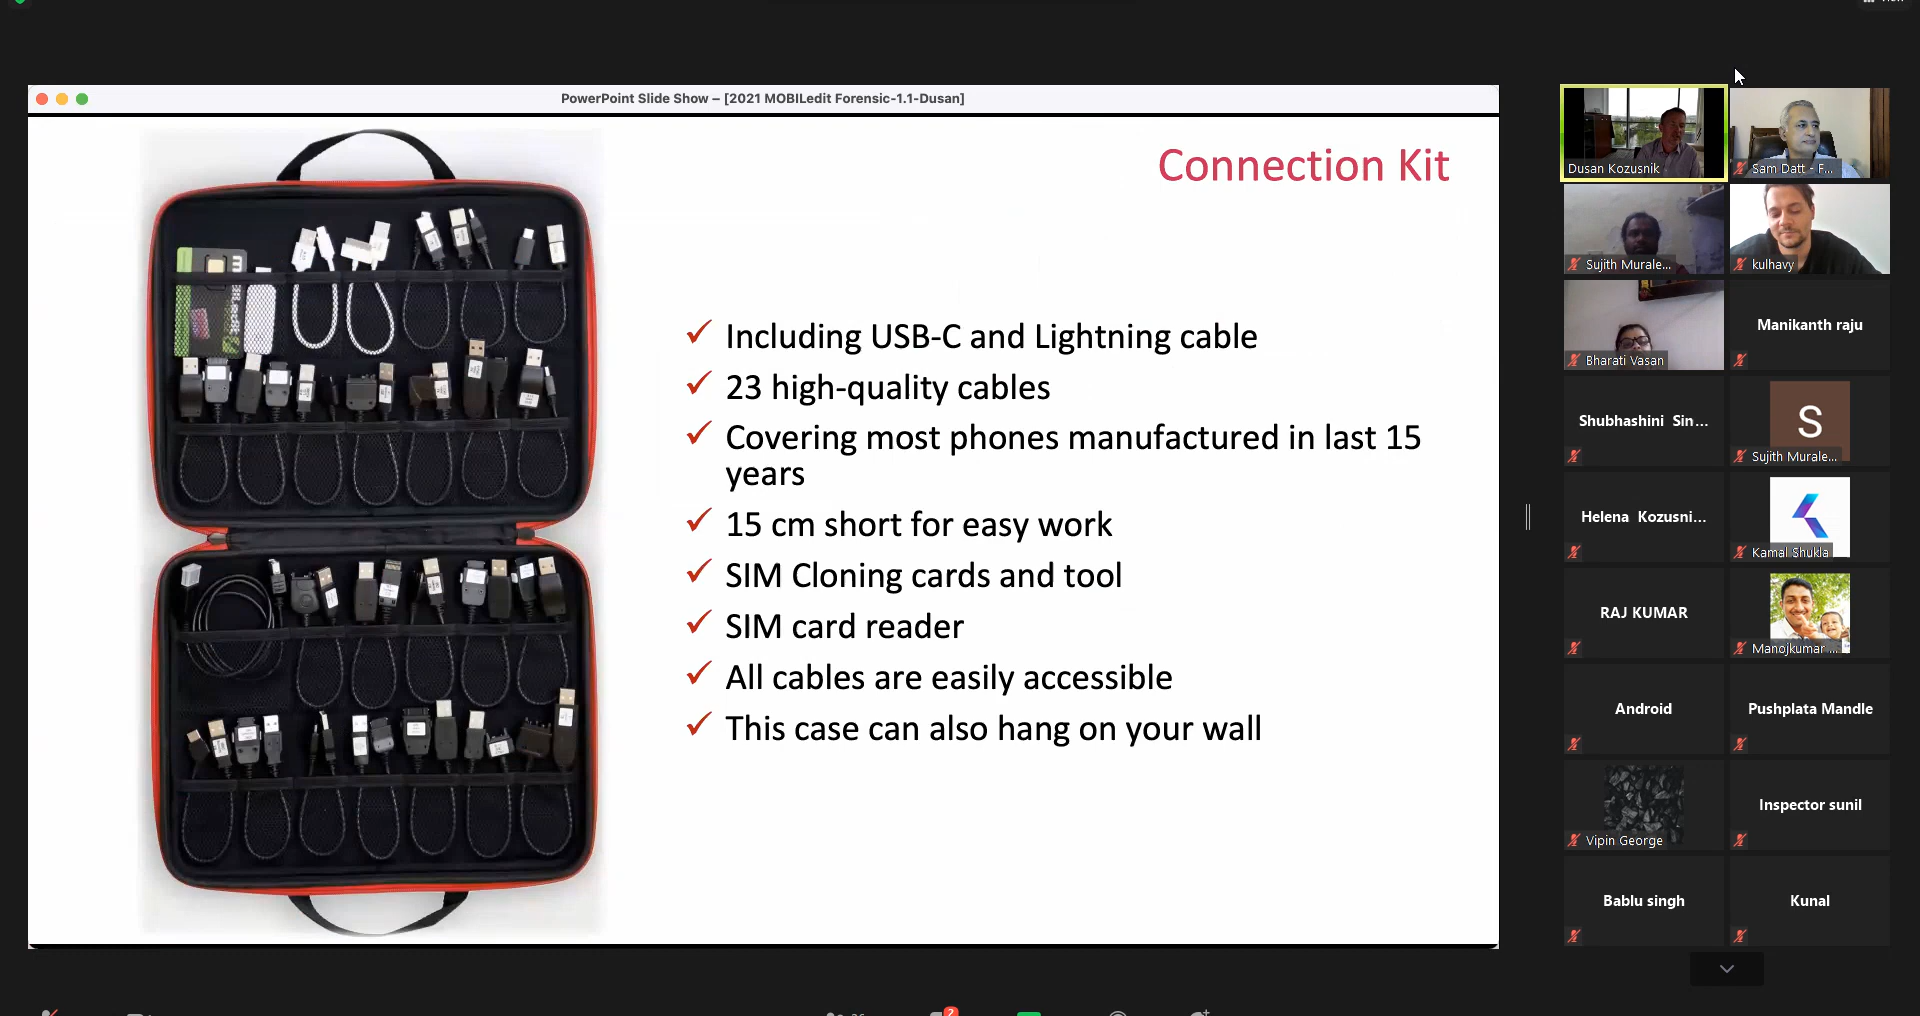 PowerPoint Slide Show – [2021 MOBILedit Forensic-1.1-Dusan]
Connection Kit
Including USB-C and Lightning cable
23 high-quality cables
Covering most phones manufactured in last 15
years
15 cm short for easy work
SIM Cloning cards and tool
SIM card reader
All cables are easily accessible
This case can also hang on your wall
Dusan Kozusnik
Sam Datt - F...
Sujith Murale...
kulhavy
Bharati Vasan
Manikanth raju
Shubhashini Sin...
S
Sujith Murale...
Helena Kozusni...
Kamal Shukla
RAJ KUMAR
Manojkumar ...
Android
Pushplata Mandle
Vipin George
Inspector sunil
Bablu singh
Kunal
2